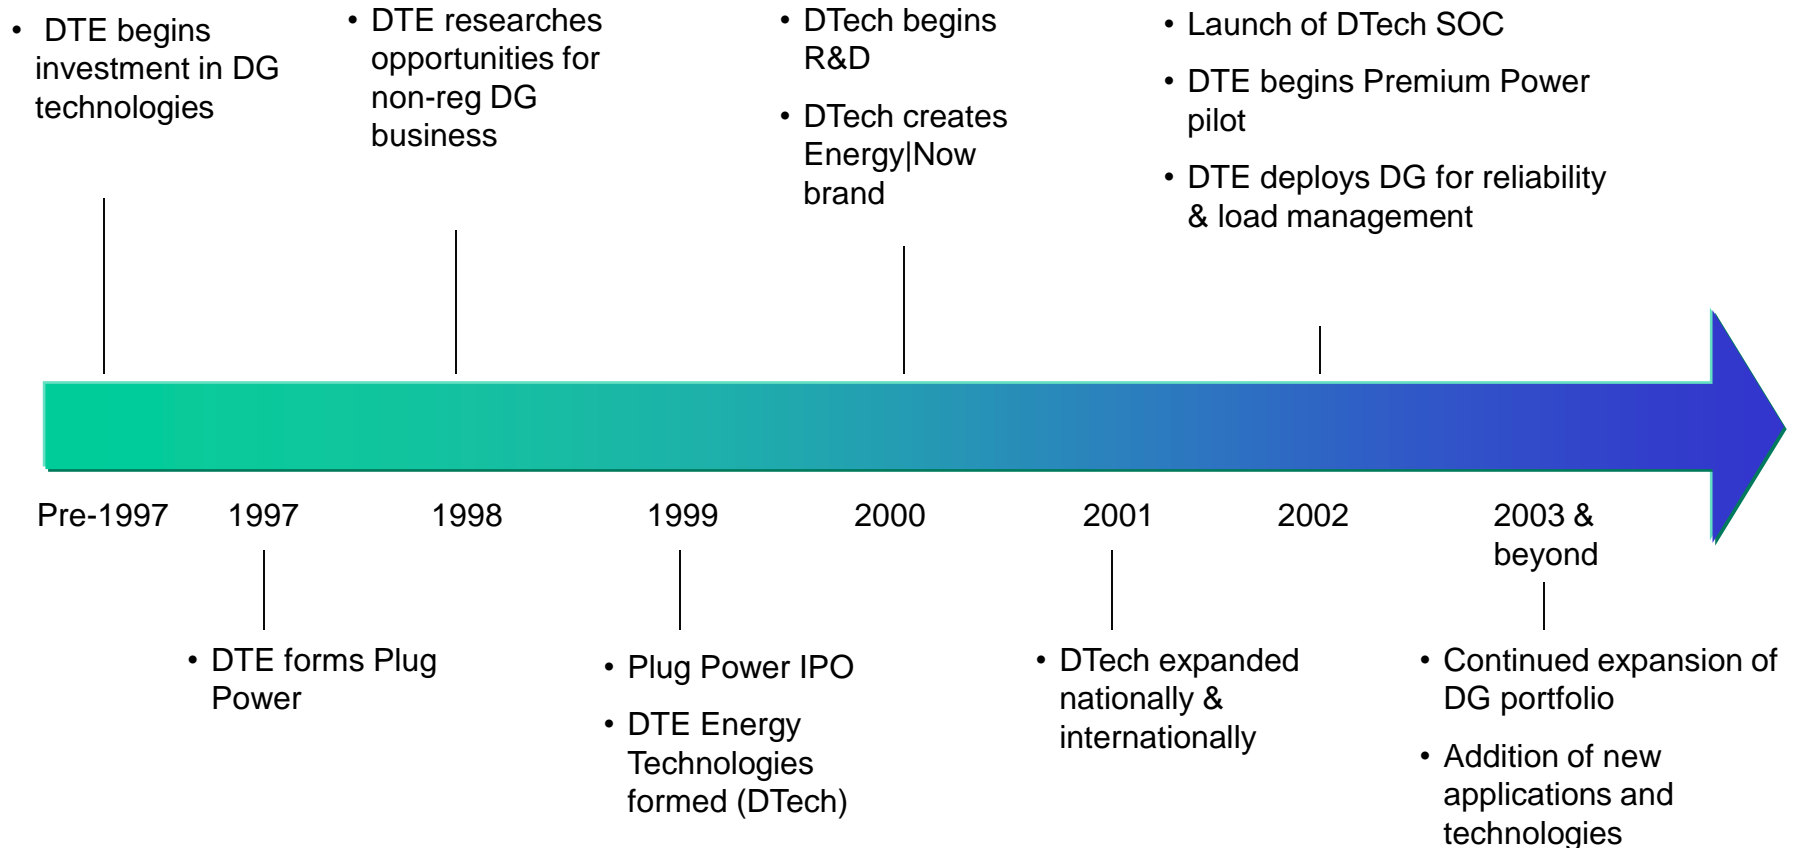 • DTE begins
investment in DG
technologies
• DTE researches
opportunities for
non-reg DG
business
• DTech begins
R&D
• DTech creates
Energy|Now
brand
• Launch of DTech SOC
• DTE begins Premium Power
pilot
• DTE deploys DG for reliability
& load management
Pre-1997
1997
1998
1999
2000
2001
2002
2003 &
beyond
• DTE forms Plug
Power
• Plug Power IPO
• DTE Energy
Technologies
formed (DTech)
• DTech expanded
nationally &
internationally
• Continued expansion of
DG portfolio
• Addition of new
applications and
technologies